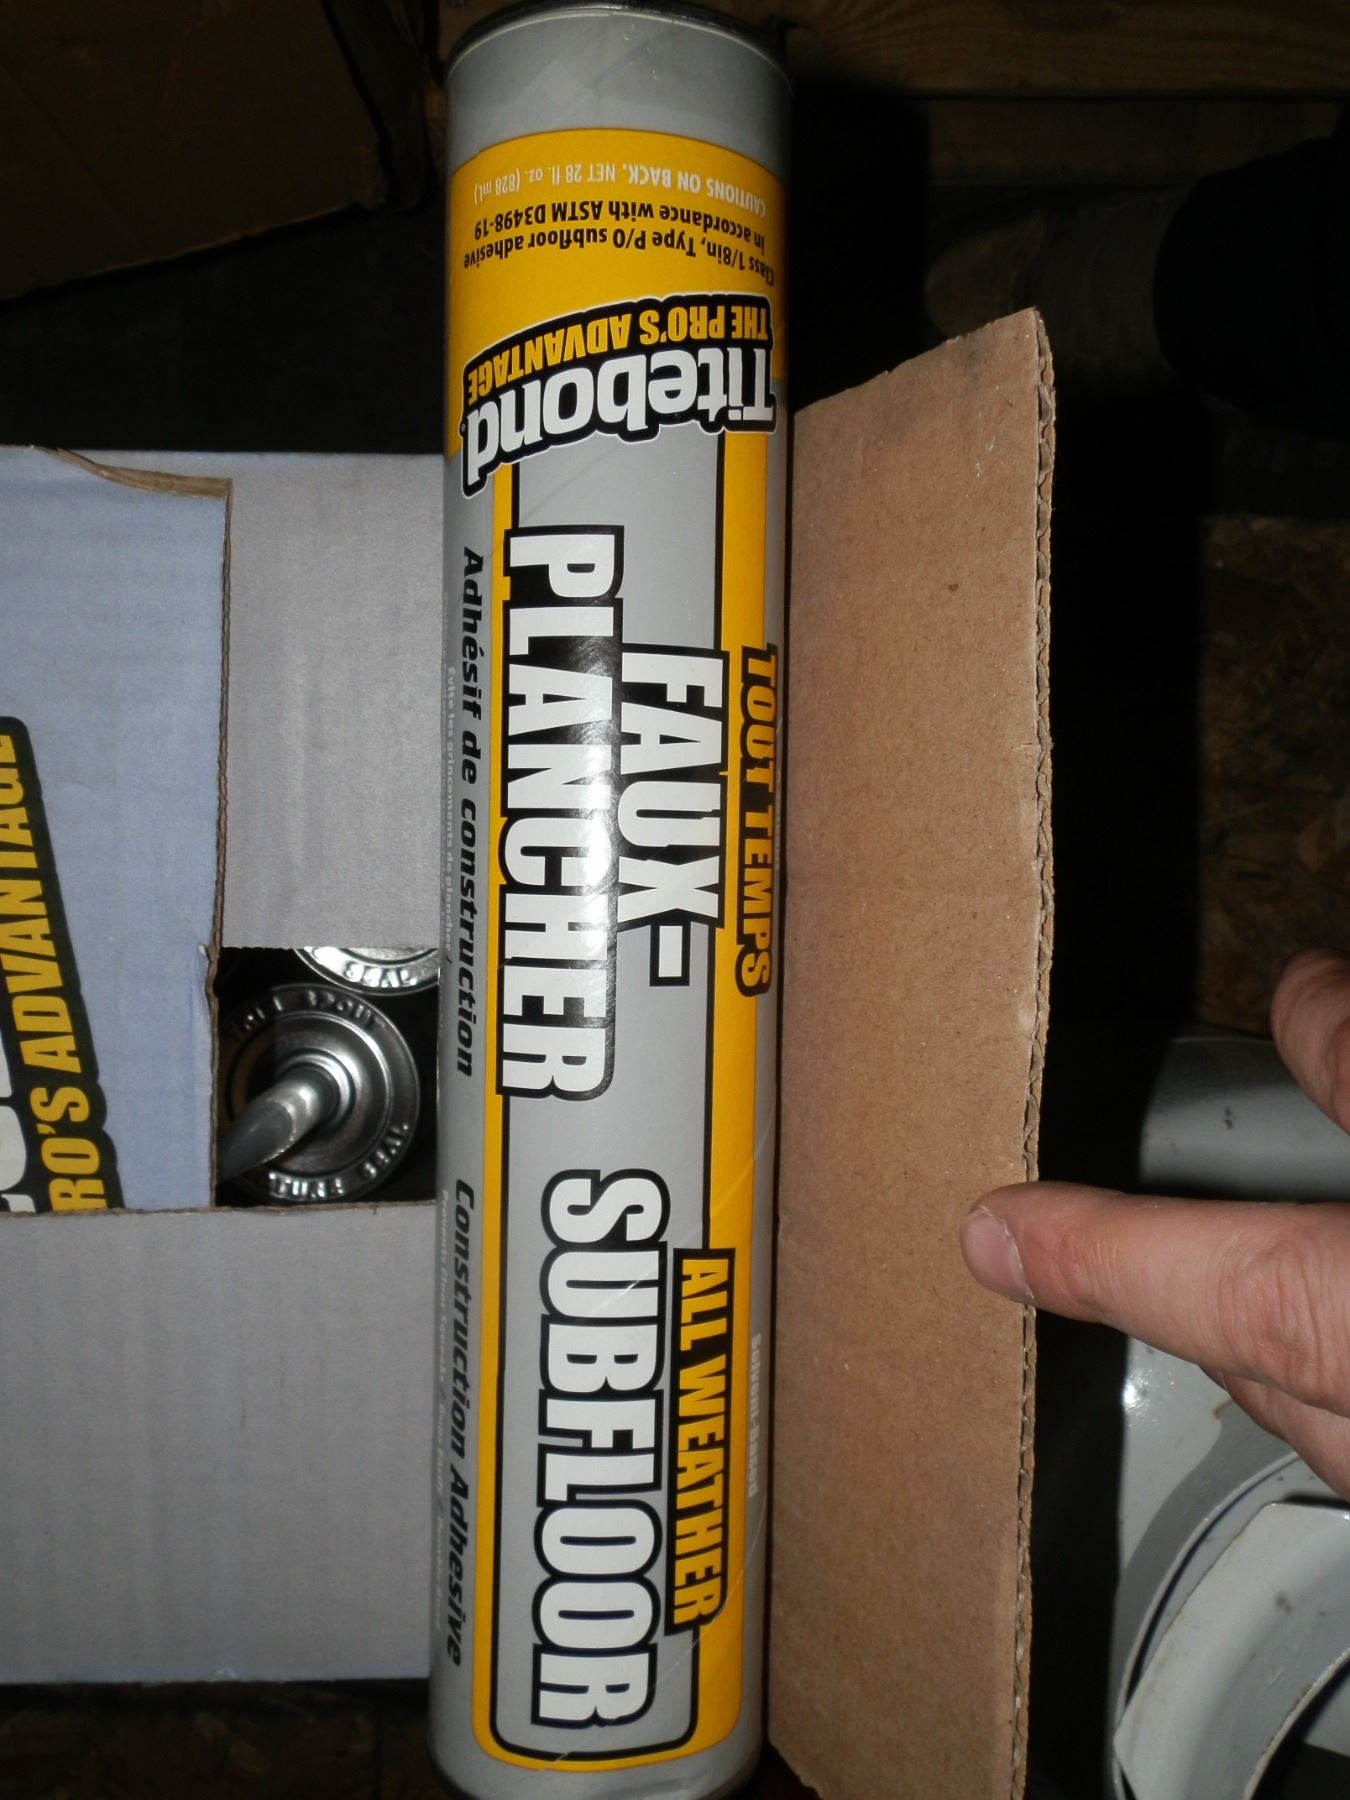 Titebond
THE PRO'S ADVANTAGE
Class 1/8in, Type P/O subfloor adhesive
in accordance with ASTM D3498-19
CAUTIONS ON BACK. NET 28 fl. oz. (828 mL)
TOUT TEMPS
FAUX-
PLANCHER
Adhésif de construction
ALL WEATHER
SUBFLOOR
Solvent-Based
Construction Adhesive
RO'S ADVANTAGE